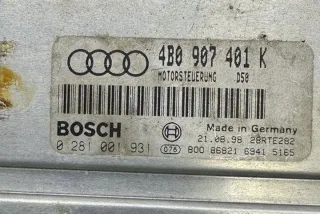 4B0 907 401 K
MOTORSTEUERUNG D50
BOSCH
Made in Germany
0 281 001 931
076
21.08.98 28RTE282
800 86821 6941 5165